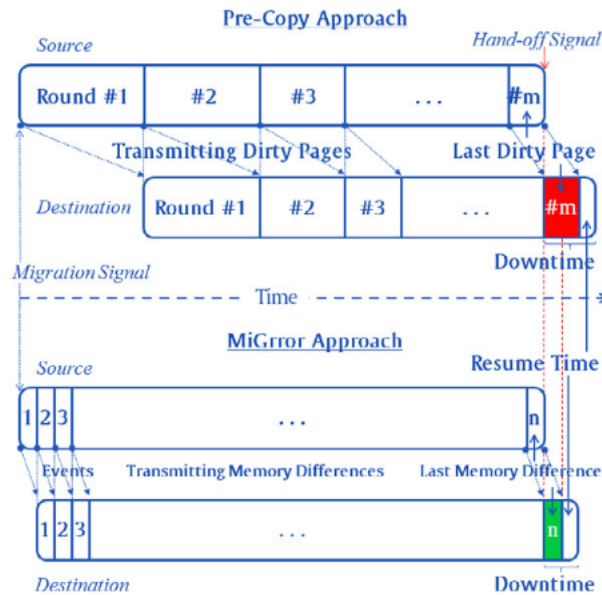 Pre-Copy Approach
Source
Hand-off Signal
Round #1 #2 #3 ... #m
Transmitting Dirty Pages Last Dirty Page
Destination
Round #1 #2 #3 ... #m
Downtime
Migration Signal
Time
MiGrror Approach
Source
Resume Time
1 2 3 ... n
Events Transmitting Memory Differences Last Memory Difference
1 2 3 ... n
Destination
Downtime